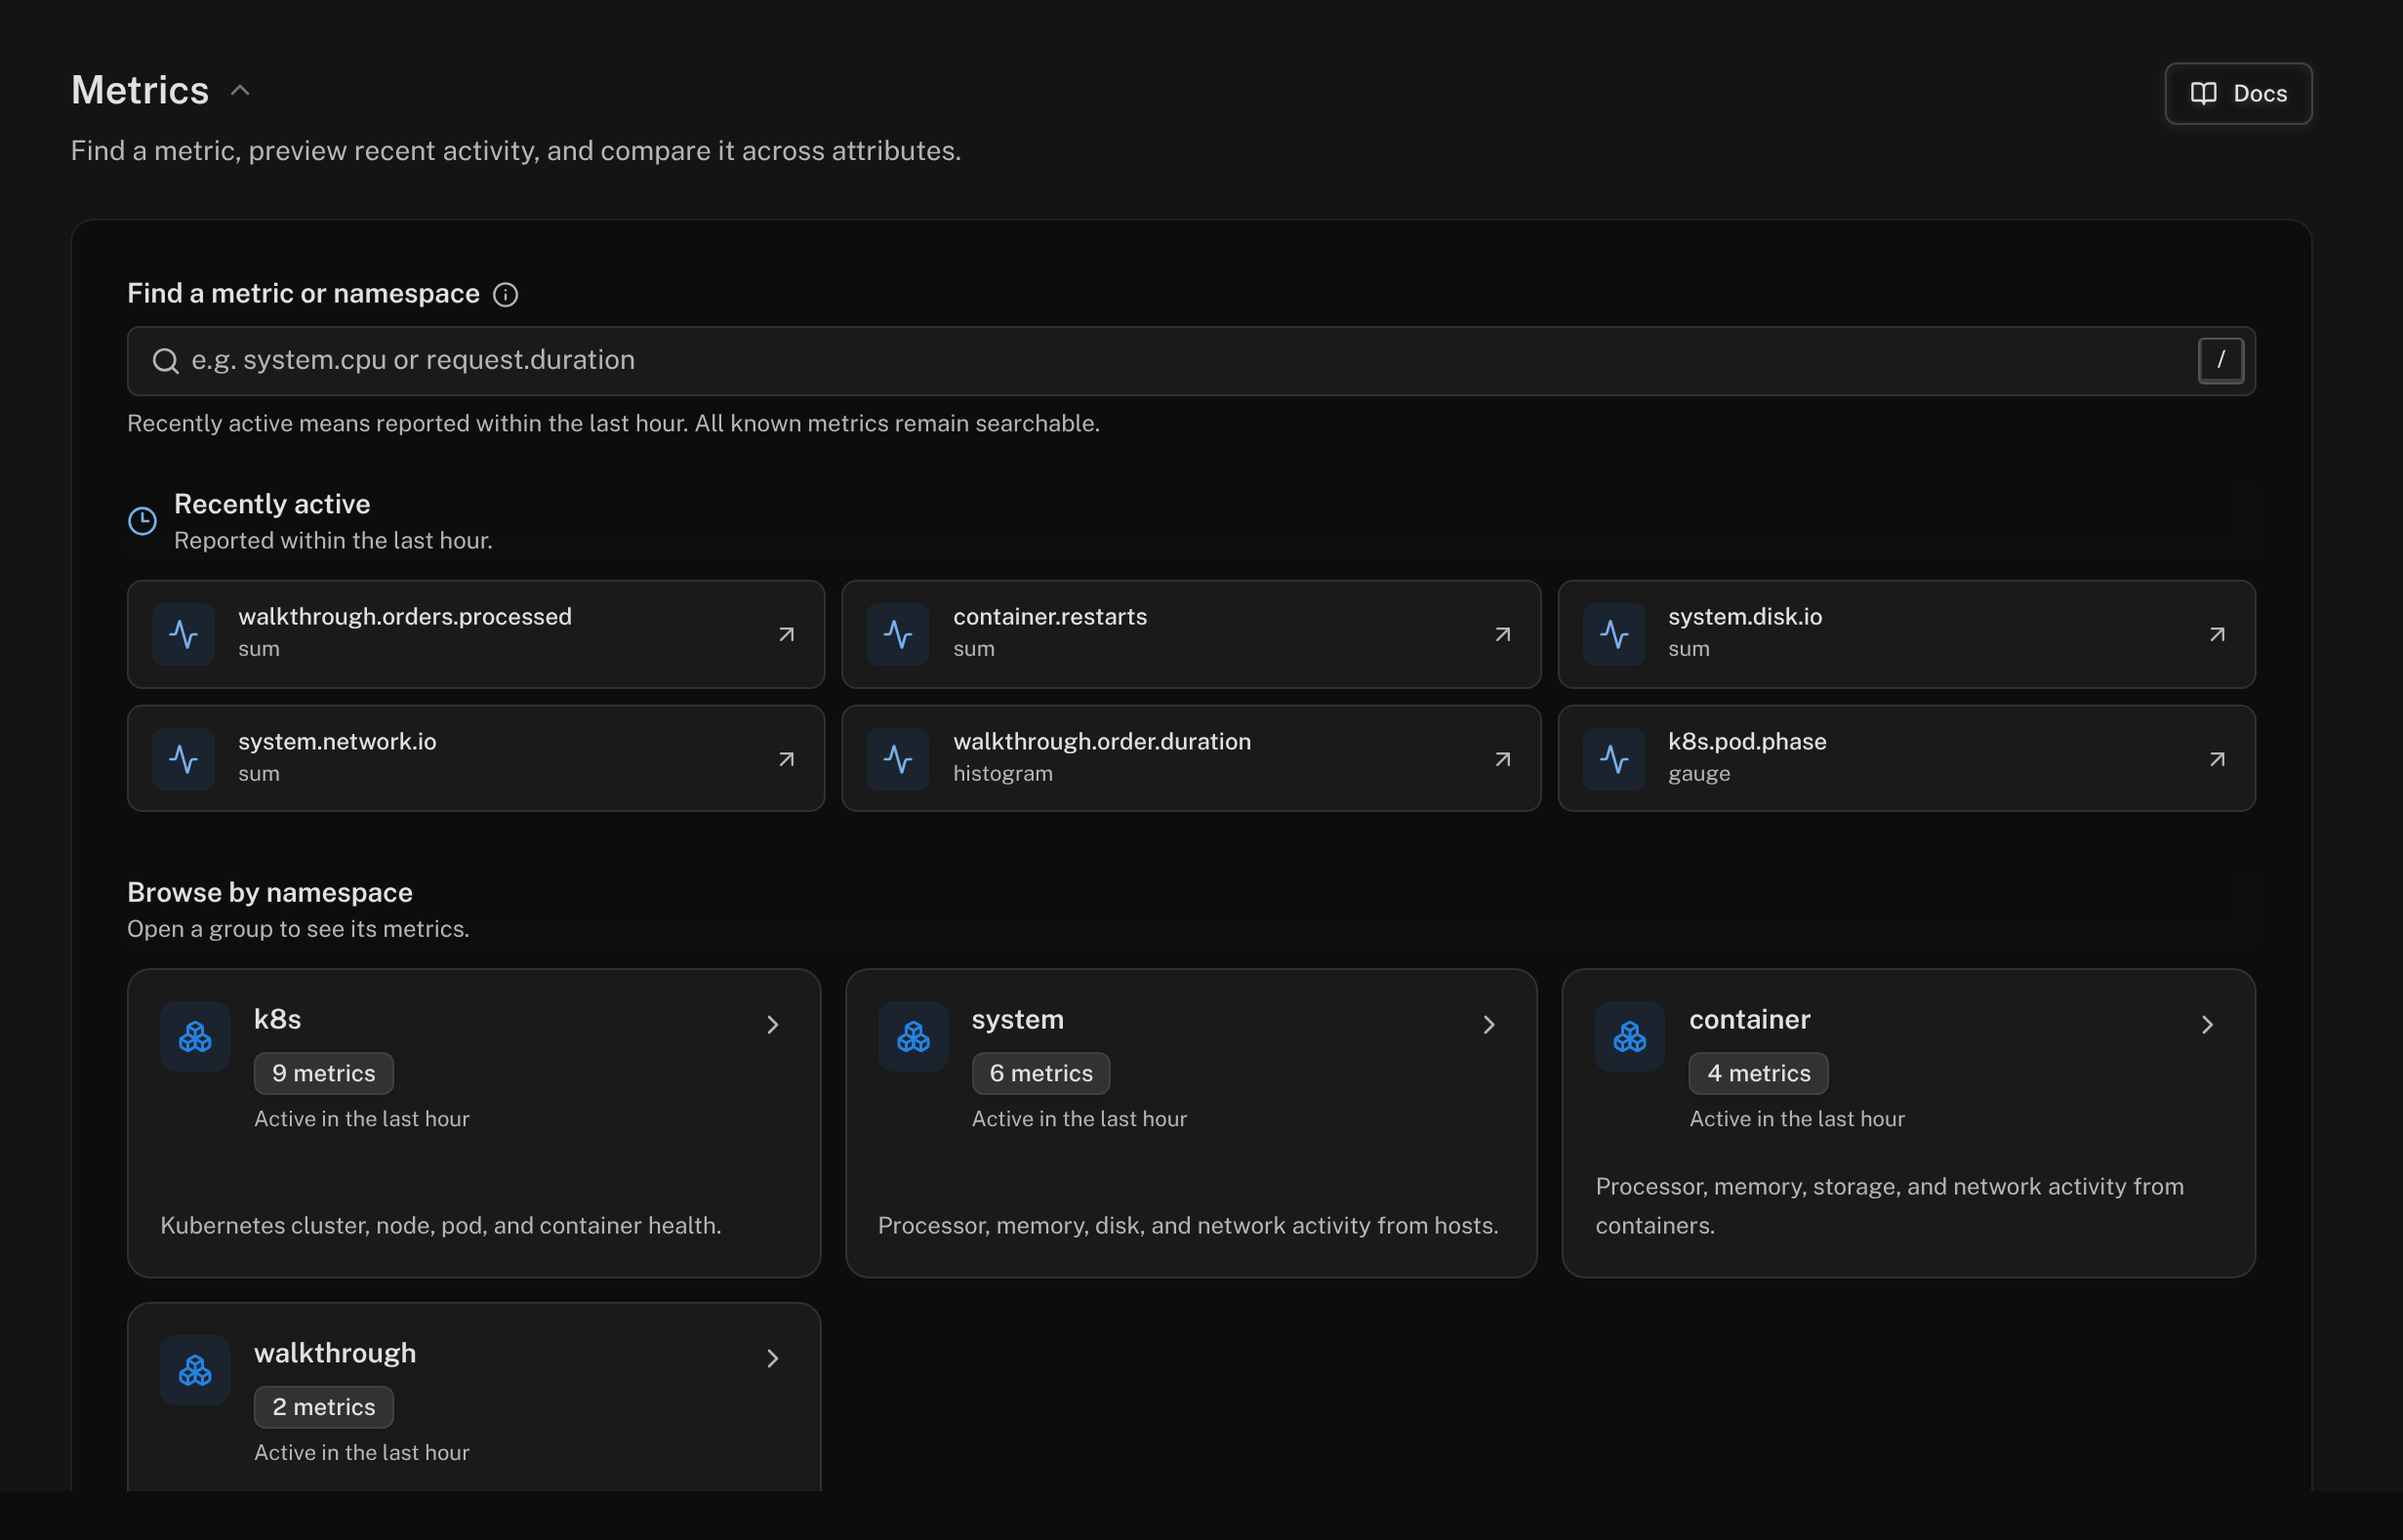 Metrics
Docs
Find a metric, preview recent activity, and compare it across attributes.
Find a metric or namespace
e.g. system.cpu or request.duration
/
Recently active means reported within the last hour. All known metrics remain searchable.
Recently active
Reported within the last hour.
walkthrough.orders.processed
sum
container.restarts
sum
system.disk.io
sum
system.network.io
sum
walkthrough.order.duration
histogram
k8s.pod.phase
gauge
Browse by namespace
Open a group to see its metrics.
k8s
9 metrics
Active in the last hour
Kubernetes cluster, node, pod, and container health.
system
6 metrics
Active in the last hour
Processor, memory, disk, and network activity from hosts.
container
4 metrics
Active in the last hour
Processor, memory, storage, and network activity from
containers.
walkthrough
2 metrics
Active in the last hour